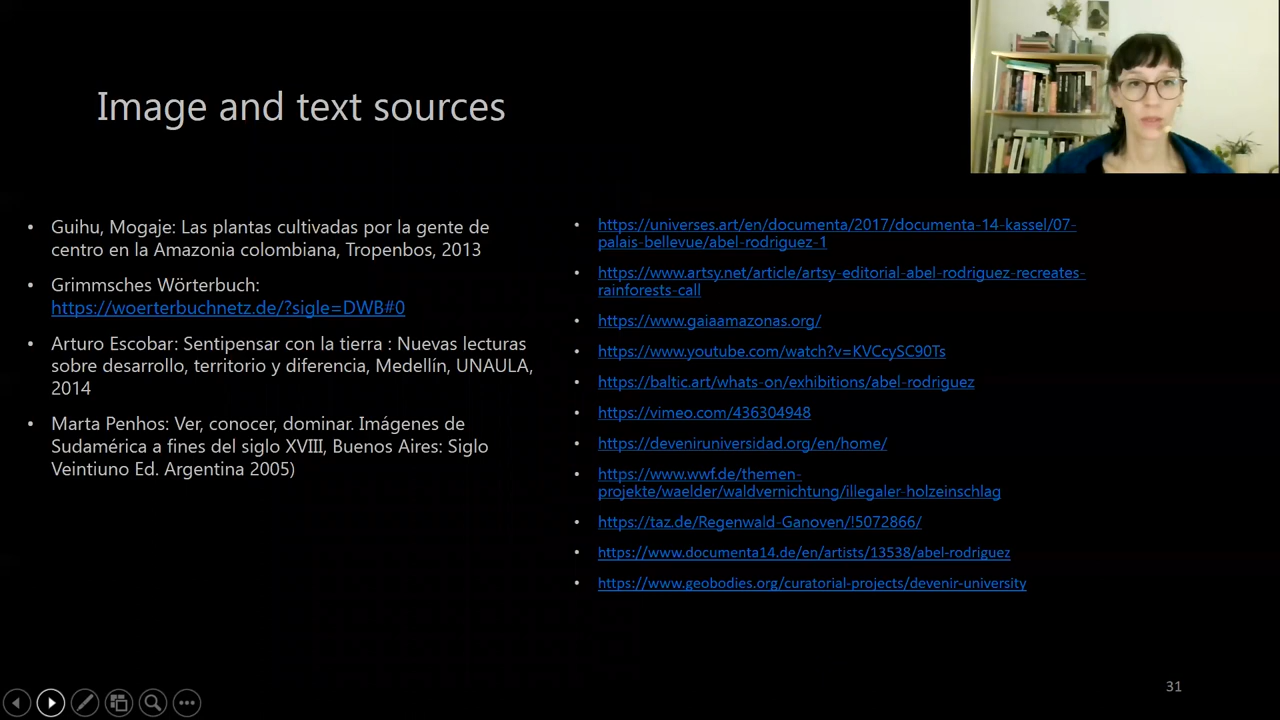 Image and text sources
• Guihu, Mogaje: Las plantas cultivadas por la gente de
centro en la Amazonia colombiana, Tropenbos, 2013
• Grimmsches Wörterbuch:
https://woerterbuchnetz.de/?sigle=DWB#0
• Arturo Escobar: Sentipensar con la tierra : Nuevas lecturas
sobre desarrollo, territorio y diferencia, Medellín, UNAULA,
2014
• Marta Penhos: Ver, conocer, dominar. Imágenes de
Sudamérica a fines del siglo XVIII, Buenos Aires: Siglo
Veintiuno Ed. Argentina 2005)
• https://universes.art/en/documenta/2017/documenta-14-kassel/07-
palais-bellevue/abel-rodriguez-1
• https://www.artsy.net/article/artsy-editorial-abel-rodriguez-recreates-
rainforests-call
• https://www.gaiaamazonas.org/
• https://www.youtube.com/watch?v=KVCcySC90Ts
• https://baltic.art/whats-on/exhibitions/abel-rodriguez
• https://vimeo.com/436304948
• https://deveniruniversidad.org/en/home/
• https://www.wwf.de/themen-
projekte/waelder/waldvernichtung/illegaler-holzeinschlag
• https://taz.de/Regenwald-Ganoven/!5072866/
• https://www.documenta14.de/en/artists/13538/abel-rodriguez
• https://www.geobodies.org/curatorial-projects/devenir-university
31